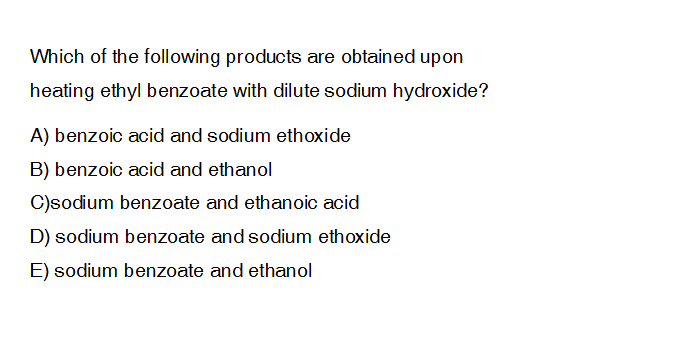 Which of the following products are obtained upon
heating ethyl benzoate with dilute sodium hydroxide?
A) benzoic acid and sodium ethoxide
B) benzoic acid and ethanol
C)sodium benzoate and ethanoic acid
D) sodium benzoate and sodium ethoxide
E) sodium benzoate and ethanol